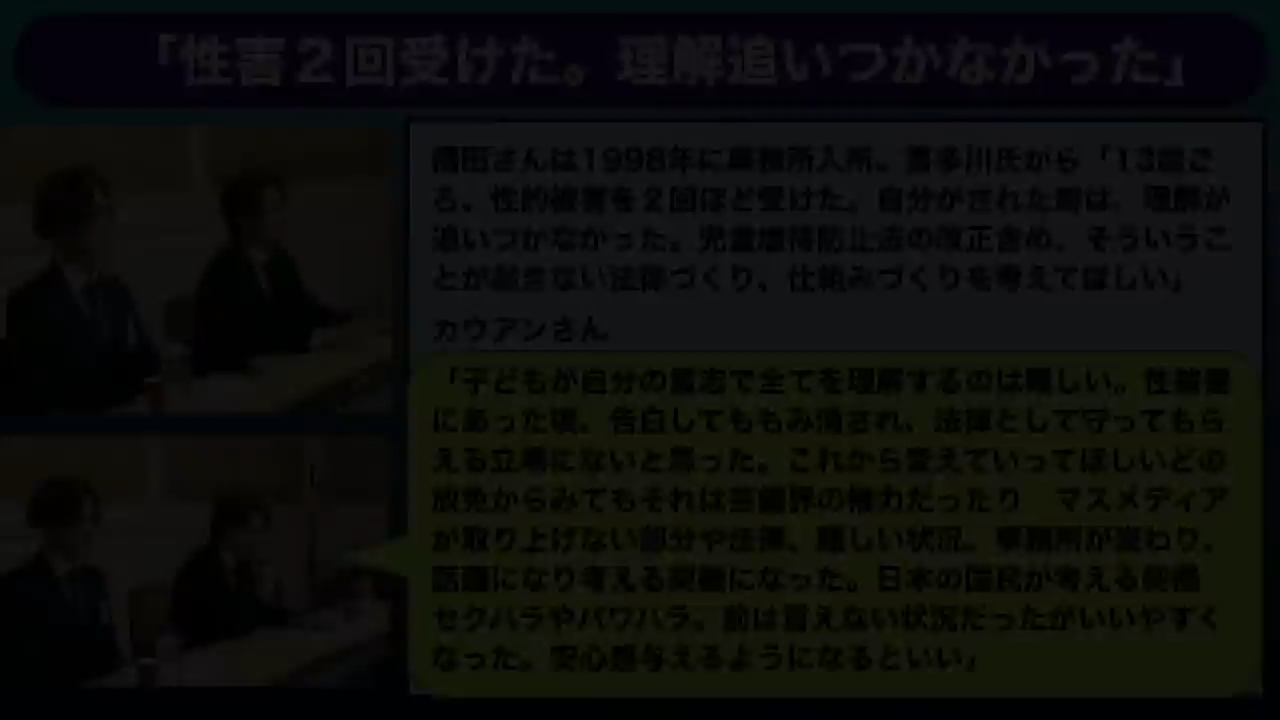 「性害２回受けた。理解追いつかなかった」
さんは1998年に事務所入所。喜多川氏から「13歳ご
ろ、性的被害を２回ほど受けた。自分がされた時は、理解が
追いつかなかった。児童虐待防止法の改正含め、そういうこ
とが起きない法律づくり、仕組みづくりを考えてほしい」
カウアンさん
「子どもが自分の意志で全てを理解するのは難しい。性被害
にあった頃、告白してももみ消され、法律として守ってもら
える立場にないと思った。これから変えていってほしいどの
放免からみてもそれは芸能界の権力だったり　マスメディア
が取り上げない部分や法律、難しい状況。事務所が変わり、
話題になり考える契機になった。日本の国民が考える契機
セクハラやパワハラ。前は言えない状況だったがいいやすく
なった。安心感与えるようになるといい」